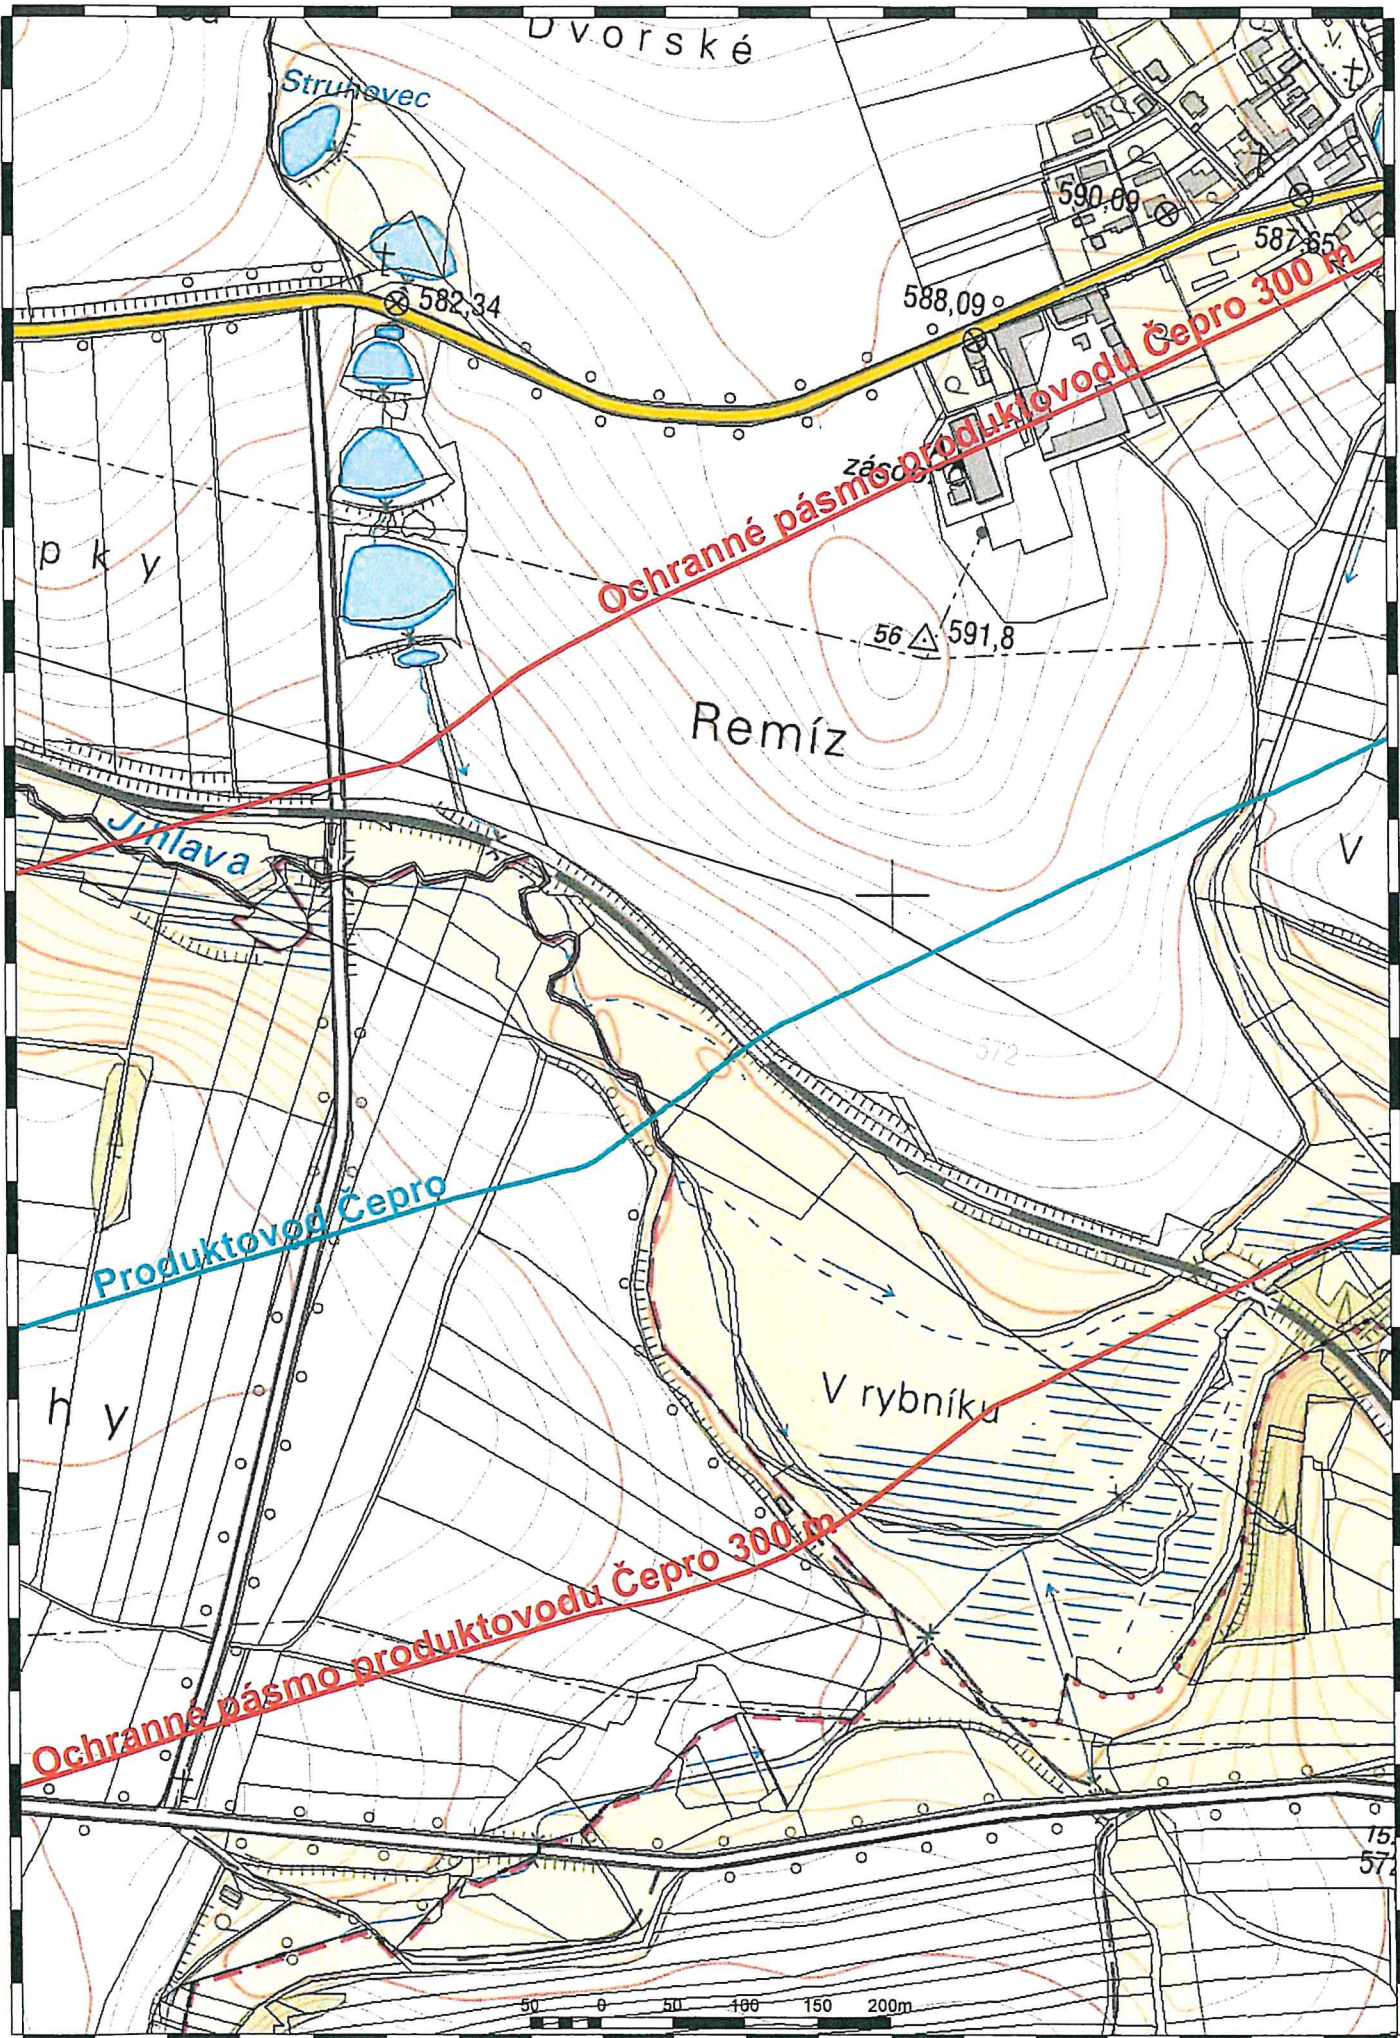 Dvorské
Struhovec
590,09
587,65
582,34
588,09
Ochranné pásmo produktovodu Čepro 300 m
p k y
56
591,8
Remíz
Jihlava
V
572
Produktovod Čepro
h y
V rybníku
Ochranné pásmo produktovodu Čepro 300 m
50 0 50 100 150 200m